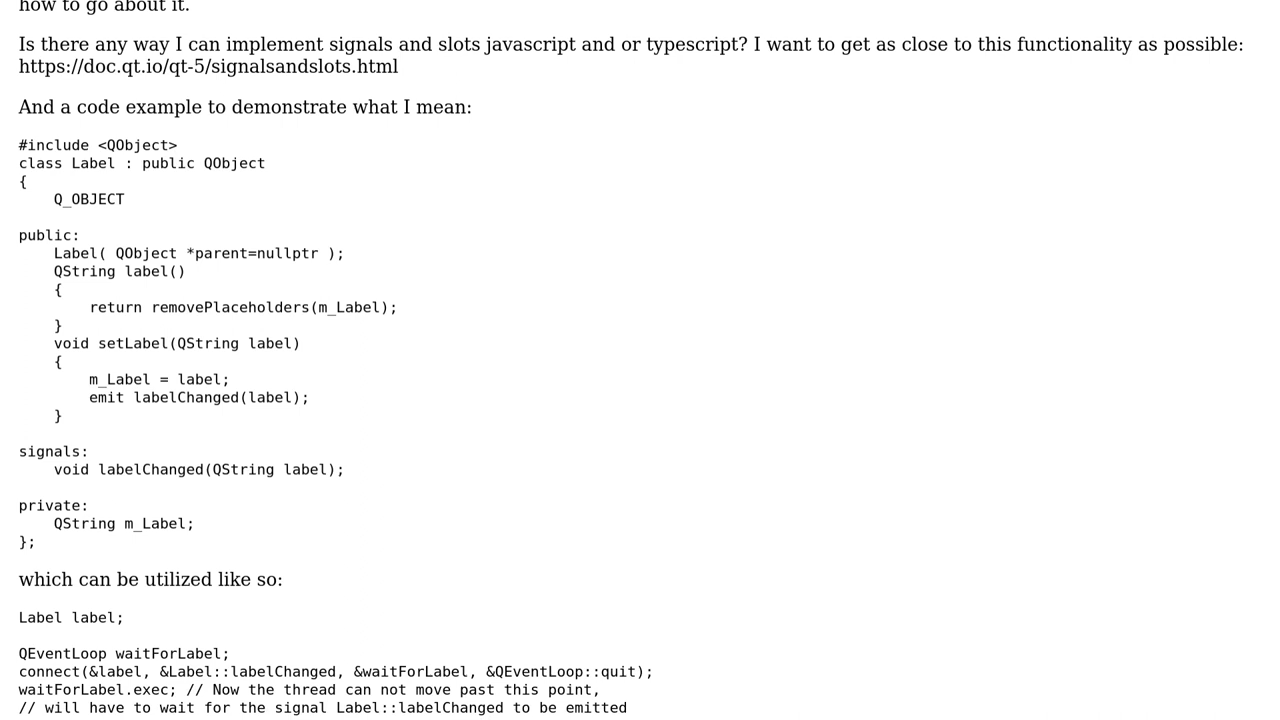 how to go about it.
Is there any way I can implement signals and slots javascript and or typescript? I want to get as close to this functionality as possible:
https://doc.qt.io/qt-5/signalsandslots.html
And a code example to demonstrate what I mean:
#include <QObject>
class Label : public QObject
{
    Q_OBJECT
public:
    Label( QObject *parent=nullptr );
    QString label()
    {
        return removePlaceholders(m_Label);
    }
    void setLabel(QString label)
    {
        m_Label = label;
        emit labelChanged(label);
    }
signals:
    void labelChanged(QString label);
private:
    QString m_Label;
};
which can be utilized like so:
Label label;
QEventLoop waitForLabel;
connect(&label, &Label::labelChanged, &waitForLabel, &QEventLoop::quit);
waitForLabel.exec; // Now the thread can not move past this point,
// will have to wait for the signal Label::labelChanged to be emitted